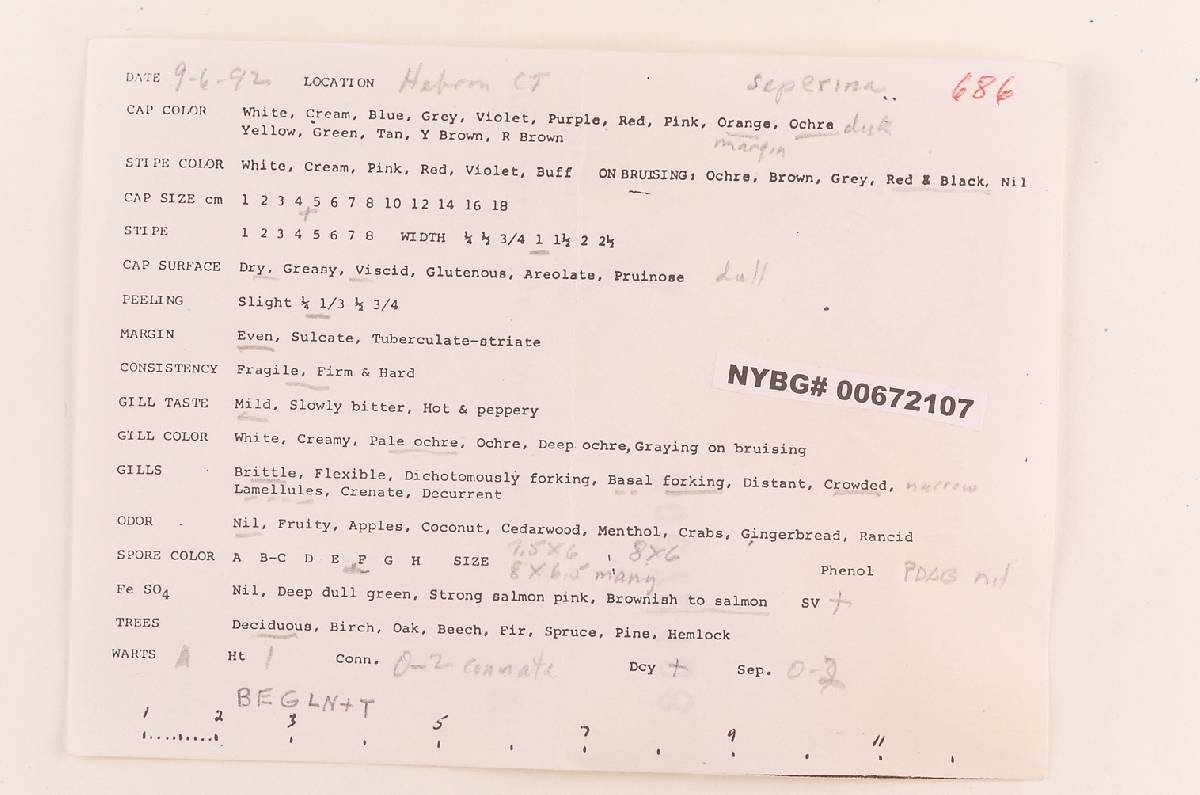 DATE 9-6-92 LOCATION Hebron CT seperina.. 686
CAP COLOR White, Cream, Blue, Grey, Violet, Purple, Red, Pink, Orange, Ochre disk
Yellow, Green, Tan, Y Brown, R Brown margin
STIPE COLOR White, Cream, Pink, Red, Violet, Buff ON BRUISING: Ochre, Brown, Grey, Red & Black, Nil
CAP SIZE cm 1 2 3 4 5 6 7 8 10 12 14 16 18
STIPE 1 2 3 4 5 6 7 8 WIDTH ¼ ½ 3/4 1 1½ 2 2½
CAP SURFACE Dry, Greasy, Viscid, Glutenous, Areolate, Pruinose dull
PEELING Slight ¼ 1/3 ½ 3/4
MARGIN Even, Sulcate, Tuberculate-striate
CONSISTENCY Fragile, Firm & Hard
NYBG# 00672107
GILL TASTE Mild, Slowly bitter, Hot & peppery
GILL COLOR White, Creamy, Pale ochre, Ochre, Deep ochre, Graying on bruising
GILLS Brittle, Flexible, Dichotomously forking, Basal forking, Distant, Crowded, narrow
Lamellules, Crenate, Decurrent
ODOR Nil, Fruity, Apples, Coconut, Cedarwood, Menthol, Crabs, Gingerbread, Rancid
SPORE COLOR A B-C D E F G H SIZE 7.5X6, 8X6
8X6.5 many Phenol PDAB nil
Fe SO4 Nil, Deep dull green, Strong salmon pink, Brownish to salmon SV +
TREES Deciduous, Birch, Oak, Beech, Fir, Spruce, Pine, Hemlock
WARTS A Ht 1 Conn. 0-2 connate Dcy + Sep. 0-2
BEGLN+T
1 2 3 5 7 9 11